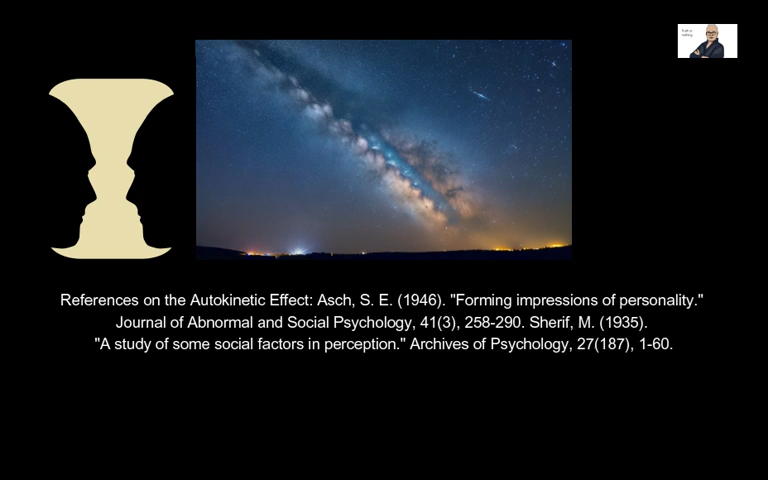 References on the Autokinetic Effect: Asch, S. E. (1946). "Forming impressions of personality."
Journal of Abnormal and Social Psychology, 41(3), 258-290. Sherif, M. (1935).
"A study of some social factors in perception." Archives of Psychology, 27(187), 1-60.